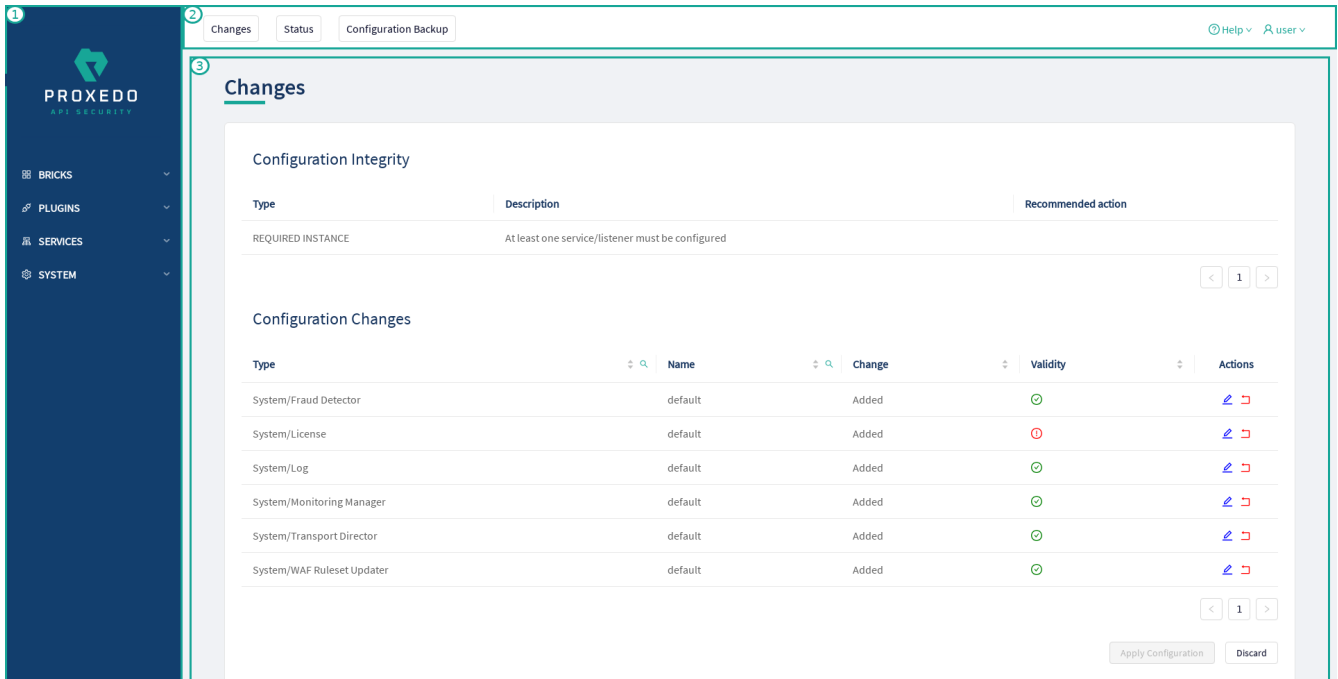 1
2
Changes Status Configuration Backup Help user
3
PROXEDO
API SECURITY
BRICKS
PLUGINS
SERVICES
SYSTEM
Changes
Configuration Integrity
Type Description Recommended action
REQUIRED INSTANCE At least one service/listener must be configured
< 1 >
Configuration Changes
Type Name Change Validity Actions
System/Fraud Detector default Added
System/License default Added
System/Log default Added
System/Monitoring Manager default Added
System/Transport Director default Added
System/WAF Ruleset Updater default Added
< 1 >
Apply Configuration Discard